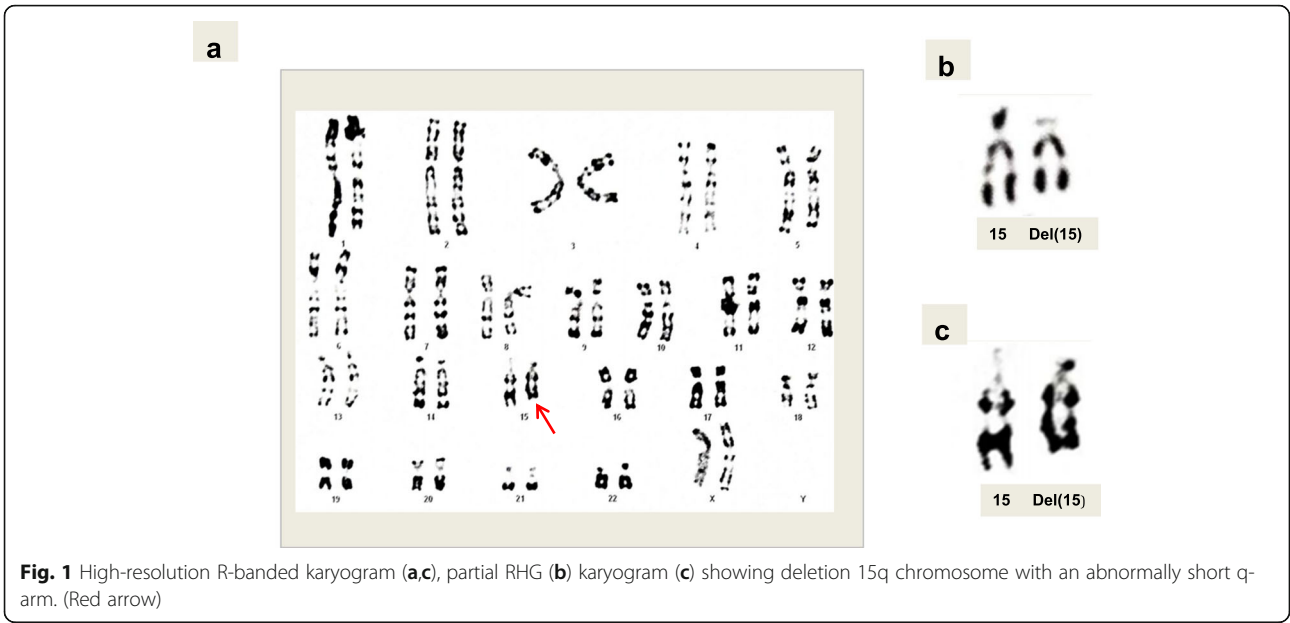 a
b
1 2 3 4 5
15 Del(15)
6 7 8 9 10 11 12
c
13 14 15 16 17 18
19 20 21 22 X Y
15 Del(15)
Fig. 1 High-resolution R-banded karyogram (a,c), partial RHG (b) karyogram (c) showing deletion 15q chromosome with an abnormally short q-
arm. (Red arrow)